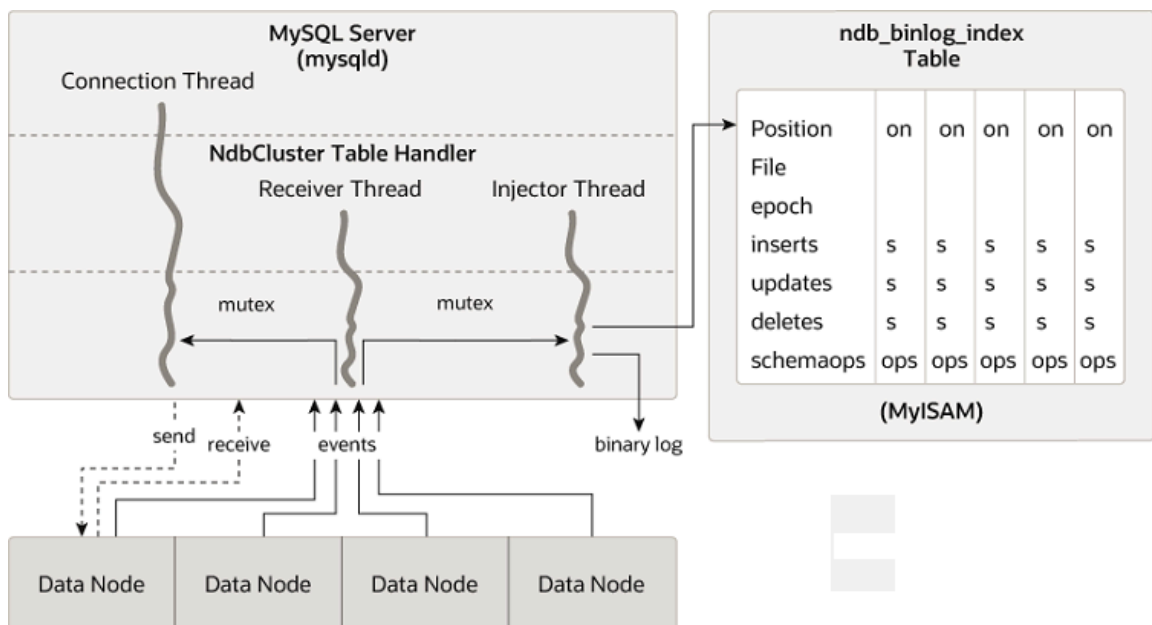 MySQL Server
(mysqld)
Connection Thread
NdbCluster Table Handler
Receiver Thread
Injector Thread
mutex
mutex
send
receive
events
binary log
Data Node
Data Node
Data Node
Data Node
ndb_binlog_index
Table
Position on on on on on
File
epoch
inserts s s s s s
updates s s s s s
deletes s s s s s
schemaops ops ops ops ops ops
(MyISAM)